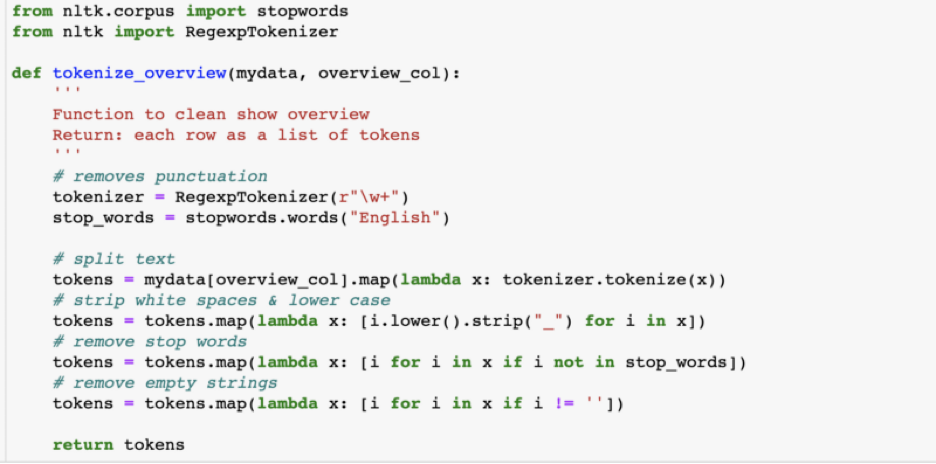 from nltk.corpus import stopwords
from nltk import RegexpTokenizer

def tokenize_overview(mydata, overview_col):
    '''
    Function to clean show overview
    Return: each row as a list of tokens
    '''
    # removes punctuation
    tokenizer = RegexpTokenizer(r"\w+")
    stop_words = stopwords.words("English")

    # split text
    tokens = mydata[overview_col].map(lambda x: tokenizer.tokenize(x))
    # strip white spaces & lower case
    tokens = tokens.map(lambda x: [i.lower().strip("_") for i in x])
    # remove stop words
    tokens = tokens.map(lambda x: [i for i in x if i not in stop_words])
    # remove empty strings
    tokens = tokens.map(lambda x: [i for i in x if i != ''])

    return tokens